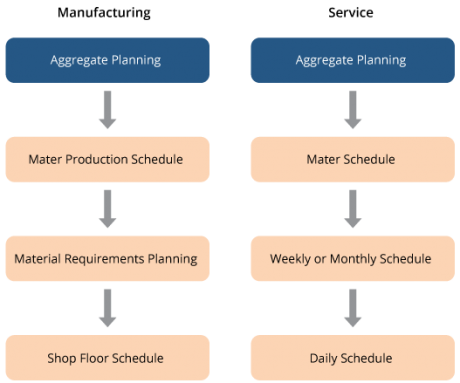 Manufacturing
Service
Aggregate Planning
Aggregate Planning
Mater Production Schedule
Mater Schedule
Material Requirements Planning
Weekly or Monthly Schedule
Shop Floor Schedule
Daily Schedule